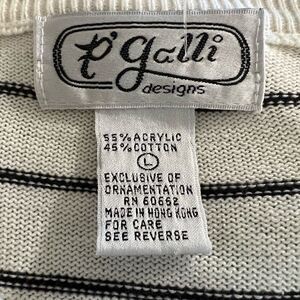 p'galli
designs
55% ACRYLIC
45% COTTON
L
EXCLUSIVE OF
ORNAMENTATION
RN 60662
MADE IN HONG KONG
FOR CARE
SEE REVERSE